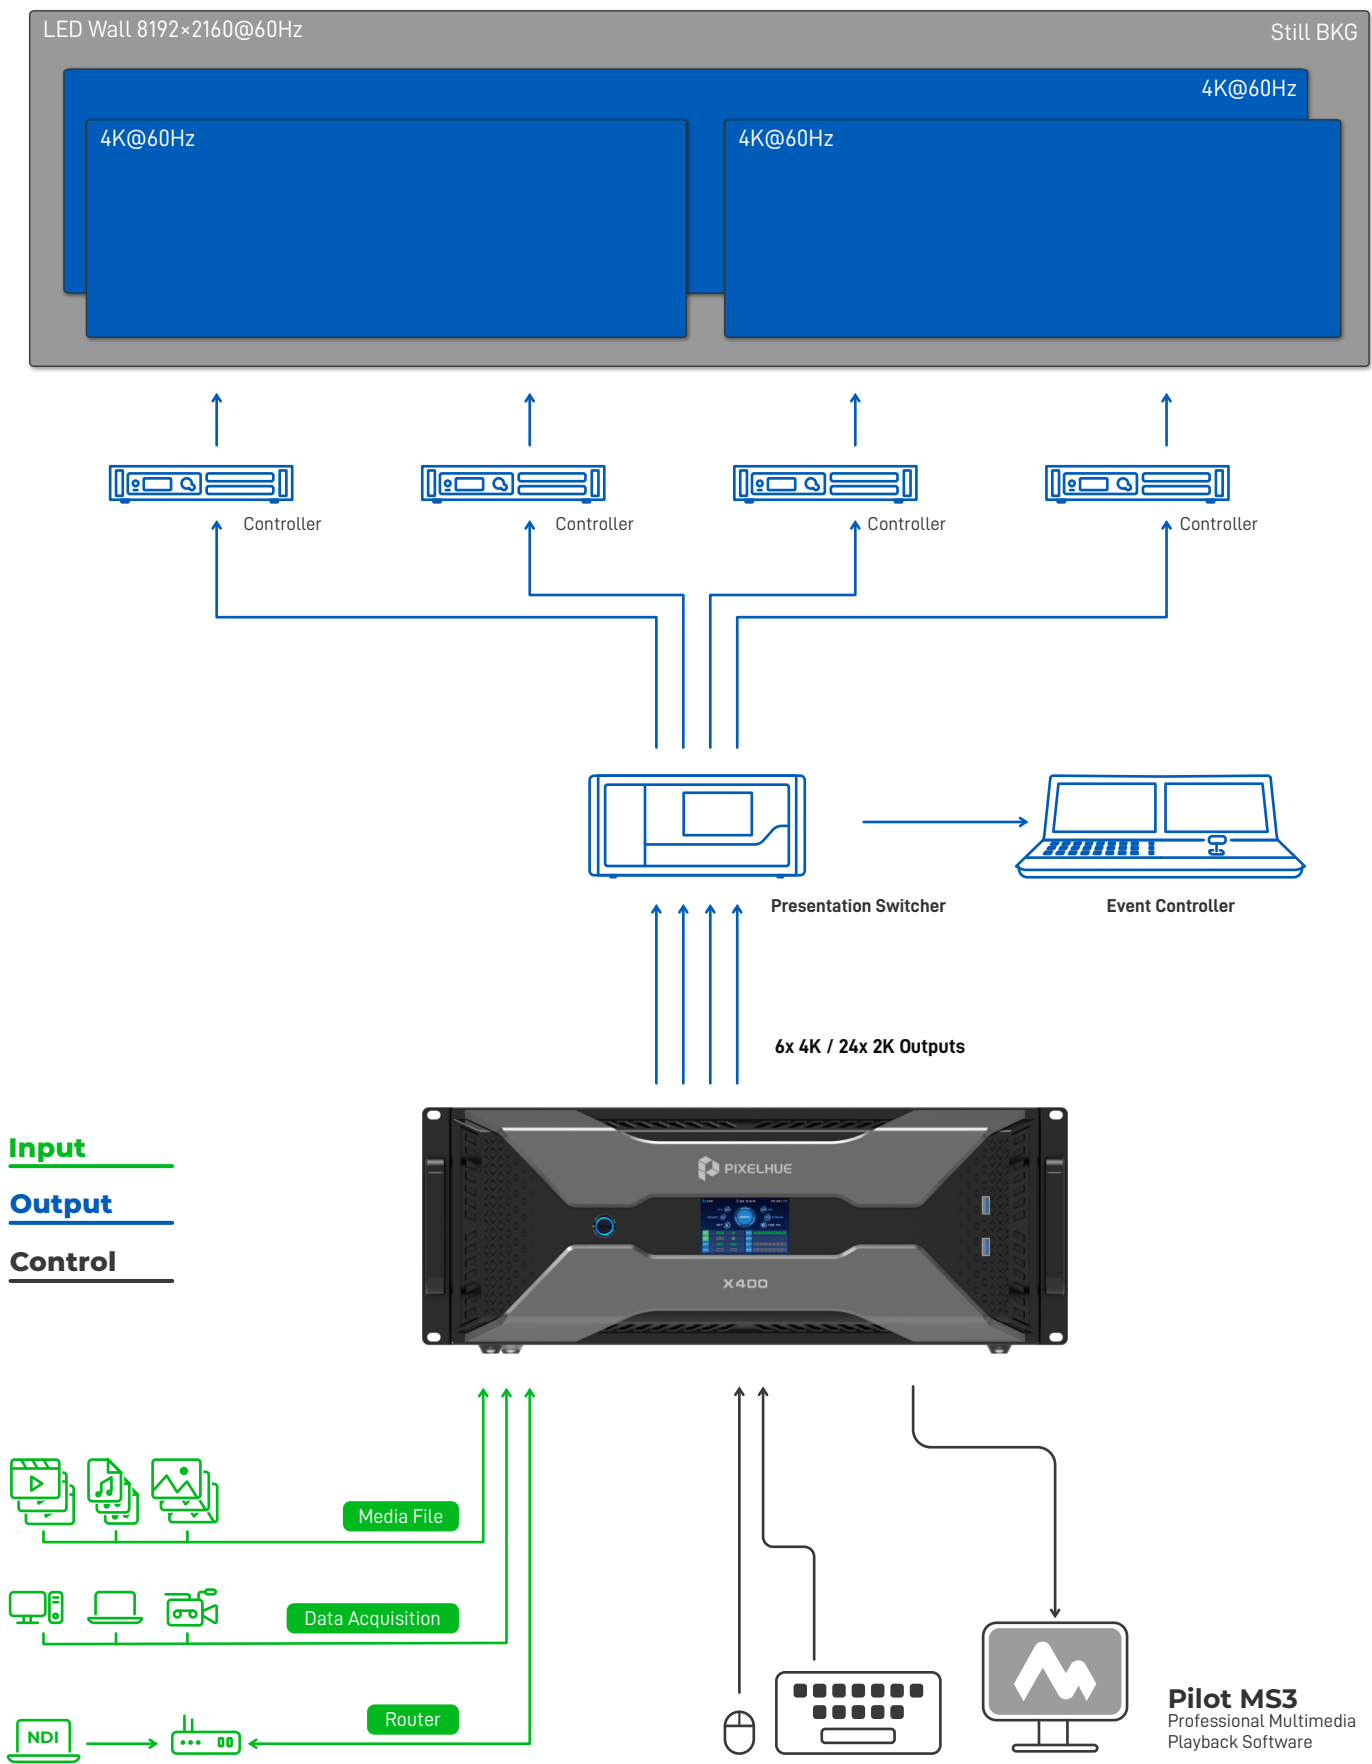 LED Wall 8192×2160@60Hz
Still BKG
4K@60Hz
4K@60Hz
4K@60Hz
Controller
Controller
Controller
Controller
Presentation Switcher
Event Controller
6x 4K / 24x 2K Outputs
Input
Output
Control
PIXELHUE
X400
Media File
Data Acquisition
Router
NDI
Pilot MS3
Professional Multimedia
Playback Software